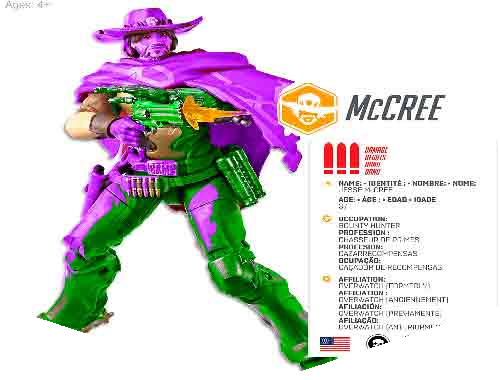 Ages: 4+
McCREE
DAMAGE
DÉGÂTS
DANO
NAME: • IDENTITÉ : • NOMBRE: • NOME:
JESSE McCREE
AGE: • ÂGE : • EDAD • IDADE
37
OCCUPATION:
BOUNTY HUNTER
PROFESSION :
CHASSEUR DE PRIMES
PROFESIÓN:
CAZARRECOMPENSAS
OCUPAÇÃO:
CAÇADOR DE RECOMPENSAS
AFFILIATION:
OVERWATCH (FORMERLY)
AFFILIATION :
OVERWATCH (ANCIENNEMENT)
AFILIACIÓN:
OVERWATCH (PREVIAMENTE)
AFILIAÇÃO:
OVERWATCH (ANTERIORMENTE)